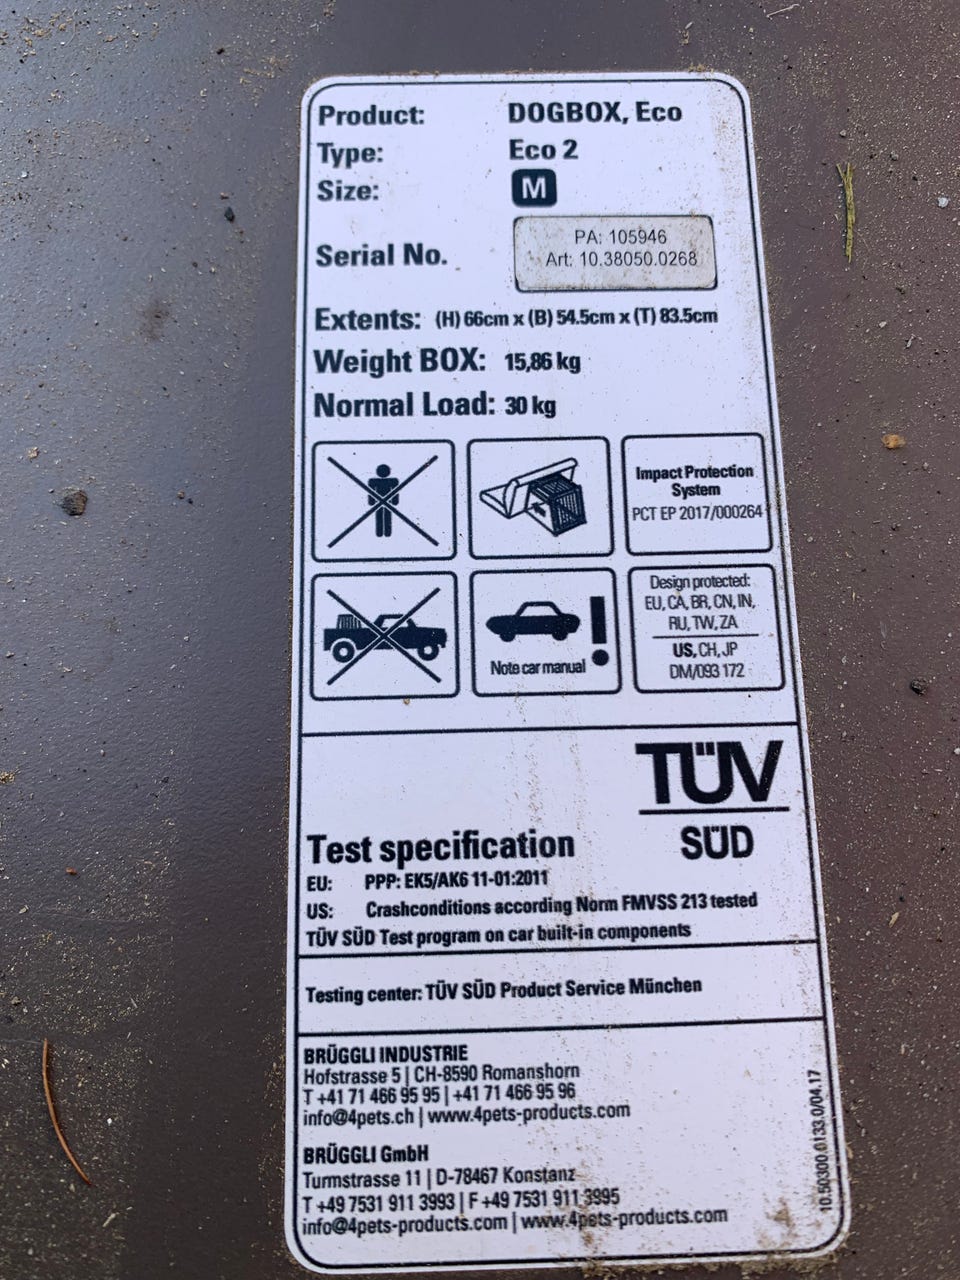 Product: DOGBOX, Eco
Type: Eco 2
Size: M
Serial No. PA: 105946
Art: 10.38050.0268
Extents: (H) 66cm x (B) 54.5cm x (T) 83.5cm
Weight BOX: 15,86 kg
Normal Load: 30 kg
Impact Protection
System
PCT EP 2017/000264
Note car manual
!
Design protected:
EU, CA, BR, CN, IN,
RU, TW, ZA
US, CH, JP
DM/093 172
TÜV
SÜD
Test specification
EU: PPP: EK5/AK6 11-01:2011
US: Crashconditions according Norm FMVSS 213 tested
TÜV SÜD Test program on car built-in components
Testing center: TÜV SÜD Product Service München
BRÜGGLI INDUSTRIE
Hofstrasse 5 | CH-8590 Romanshorn
T +41 71 466 95 95 | +41 71 466 95 96
info@4pets.ch | www.4pets-products.com
BRÜGGLI GmbH
Turmstrasse 11 | D-78467 Konstanz
T +49 7531 911 3993 | F +49 7531 911 3995
info@4pets-products.com | www.4pets-products.com
10.50300.0133.0/04.17